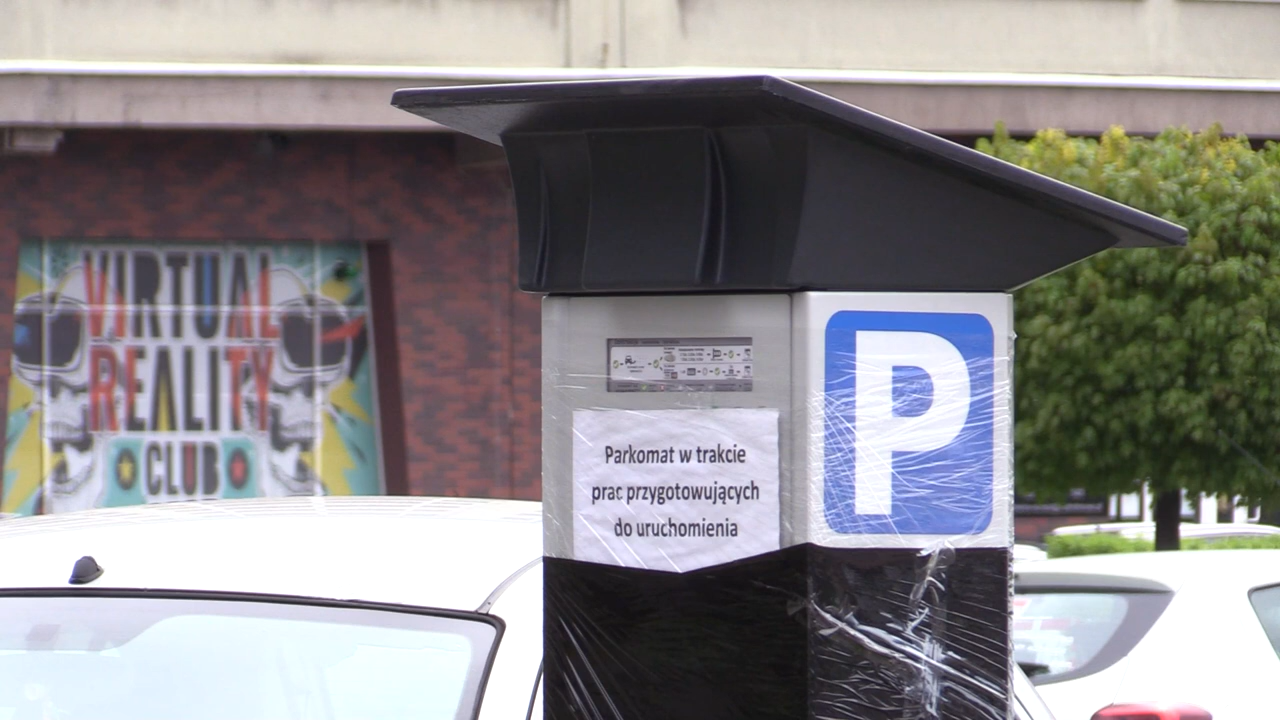 VIRTUAL
REALITY
CLUB
Parkomat w trakcie
prac przygotowujących
do uruchomienia
P